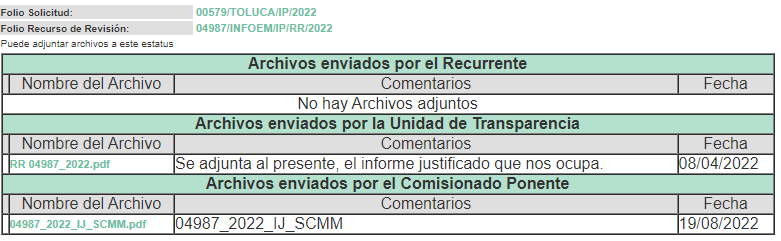 Folio Solicitud: 00579/TOLUCA/IP/2022
Folio Recurso de Revisión: 04987/INFOEM/IP/RR/2022
Puede adjuntar archivos a este estatus
Archivos enviados por el Recurrente
Nombre del Archivo Comentarios Fecha
No hay Archivos adjuntos
Archivos enviados por la Unidad de Transparencia
Nombre del Archivo Comentarios Fecha
RR 04987_2022.pdf Se adjunta al presente, el informe justificado que nos ocupa. 08/04/2022
Archivos enviados por el Comisionado Ponente
Nombre del Archivo Comentarios Fecha
04987_2022_IJ_SCMM.pdf 04987_2022_IJ_SCMM 19/08/2022